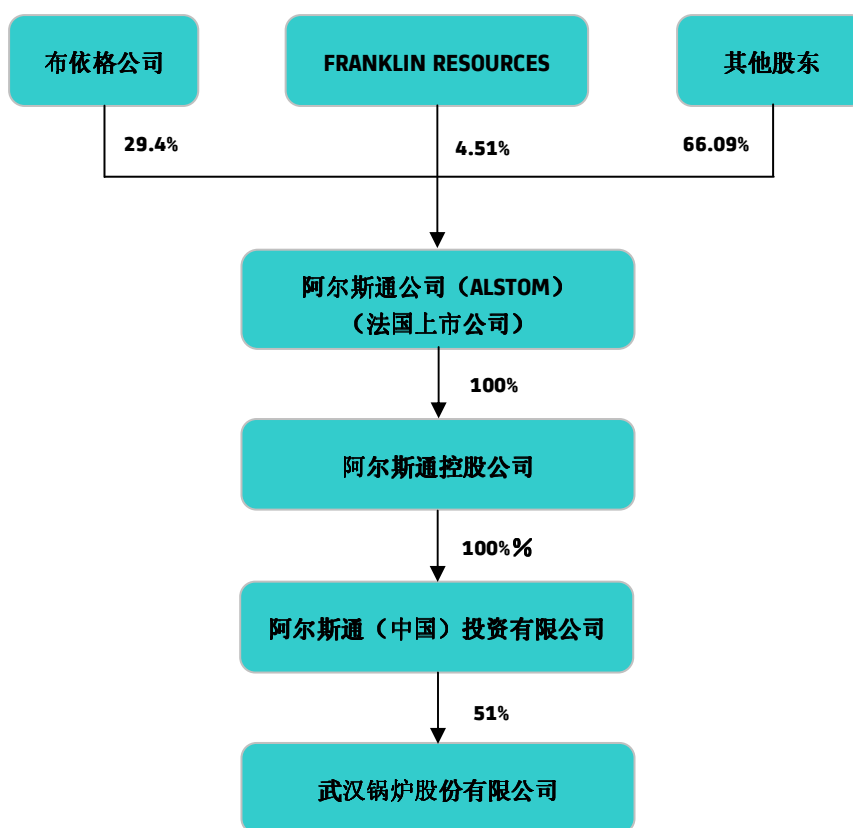 布依格公司
FRANKLIN RESOURCES
其他股东
29.4%
4.51%
66.09%
阿尔斯通公司（ALSTOM）
（法国上市公司）
100%
阿尔斯通控股公司
100%%
阿尔斯通（中国）投资有限公司
51%
武汉锅炉股份有限公司